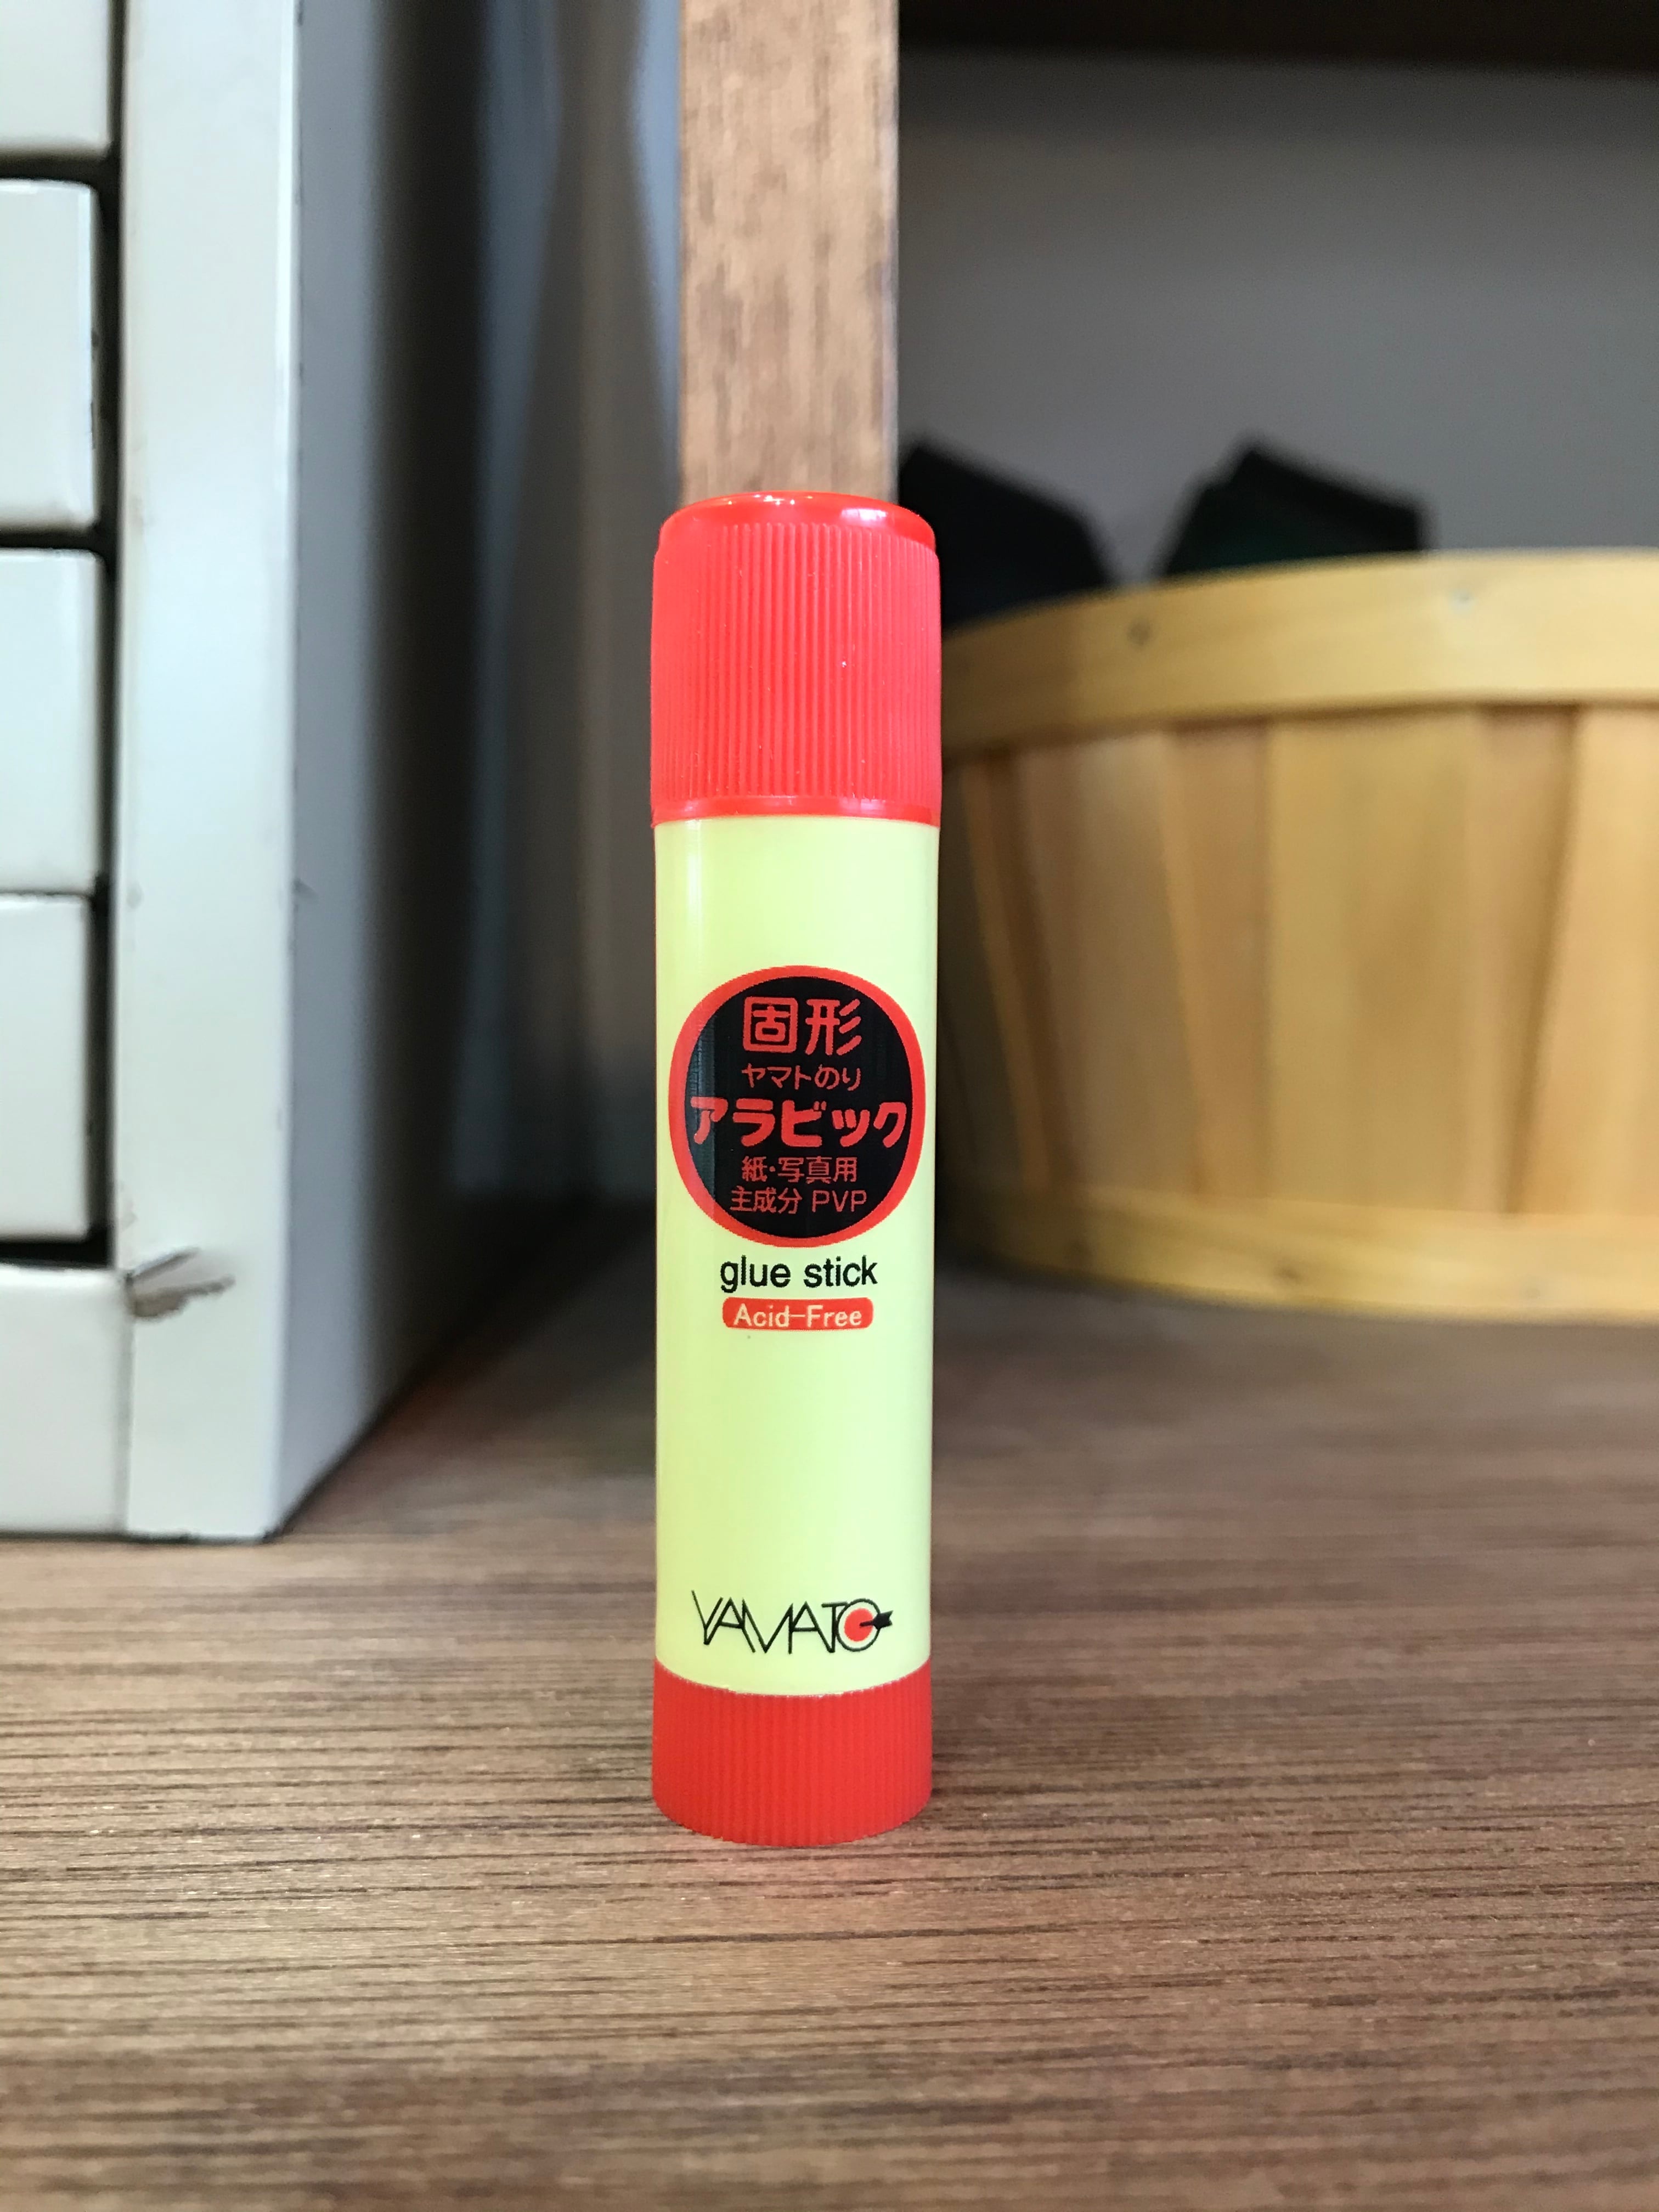 固形
ヤマトのり
アラビック
紙・写真用
主成分 PVP
glue stick
Acid-Free
YAMATO